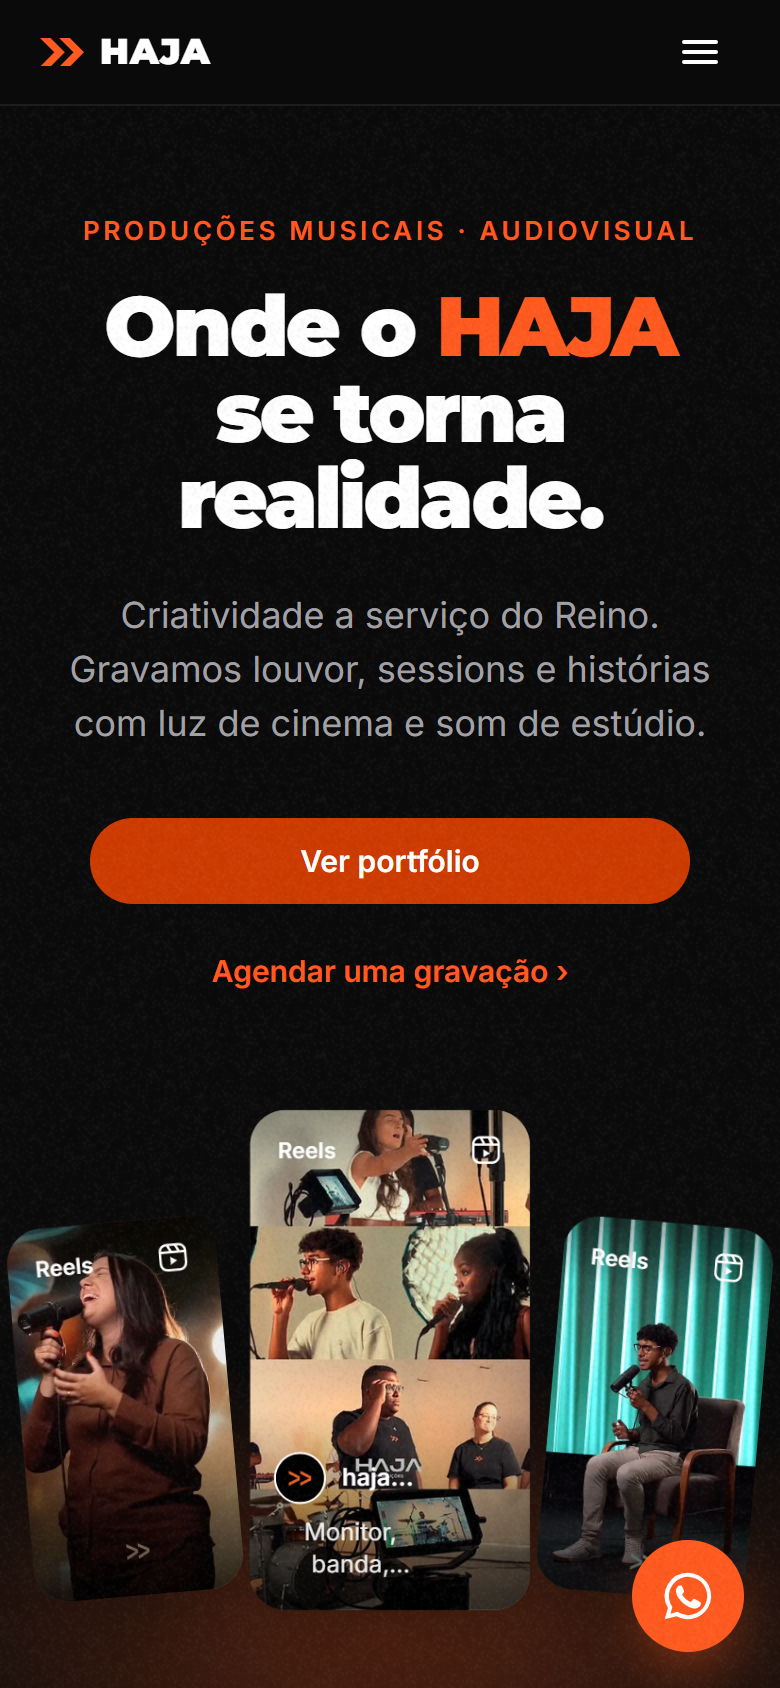 HAJA
PRODUÇÕES MUSICAIS · AUDIOVISUAL
Onde o HAJA
se torna
realidade.
Criatividade a serviço do Reino.
Gravamos louvor, sessions e histórias
com luz de cinema e som de estúdio.
Ver portfólio
Agendar uma gravação ›
Reels
Reels
Reels
HAJA
haja...
Monitor,
banda,...